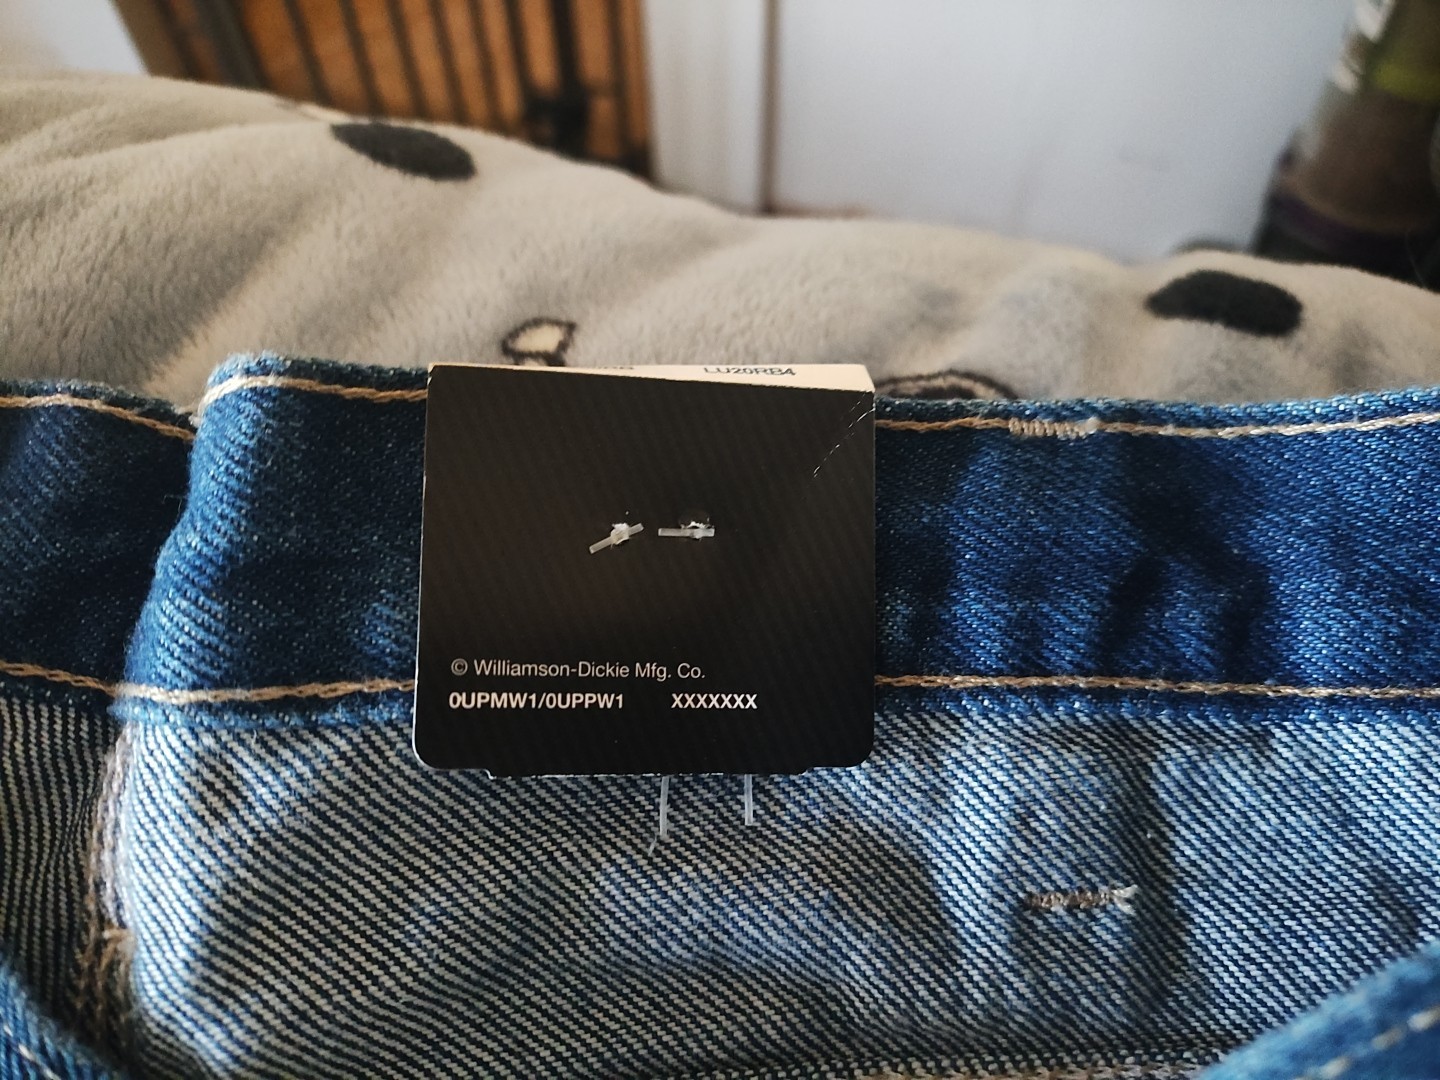 LU20RB4
© Williamson-Dickie Mfg. Co.
0UPMW1/0UPPW1 XXXXXXX